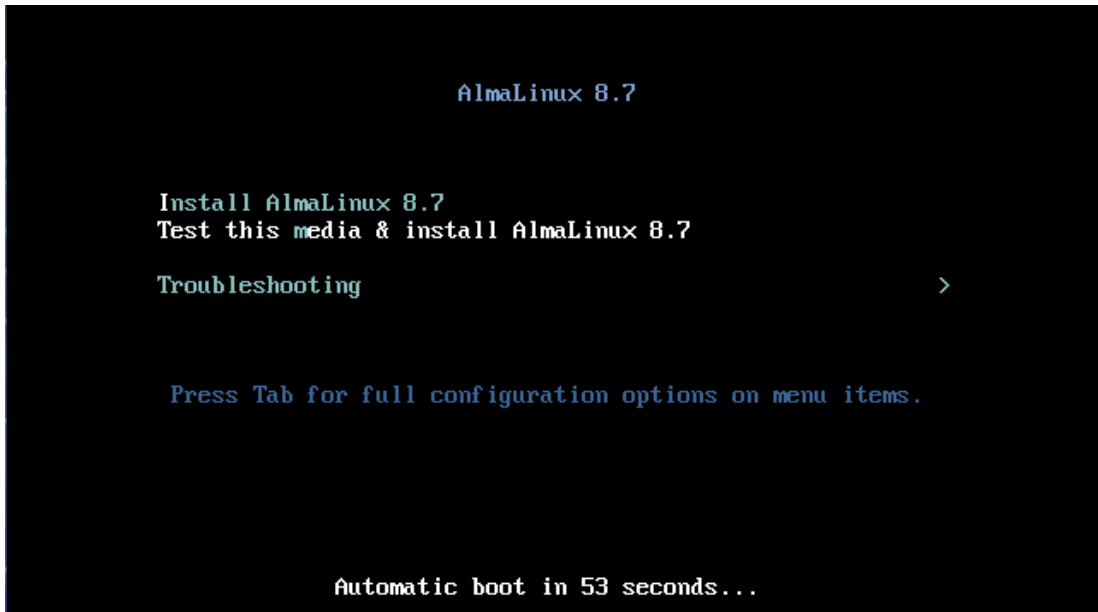 AlmaLinux 8.7
Install AlmaLinux 8.7
Test this media & install AlmaLinux 8.7
Troubleshooting >
Press Tab for full configuration options on menu items.
Automatic boot in 53 seconds...